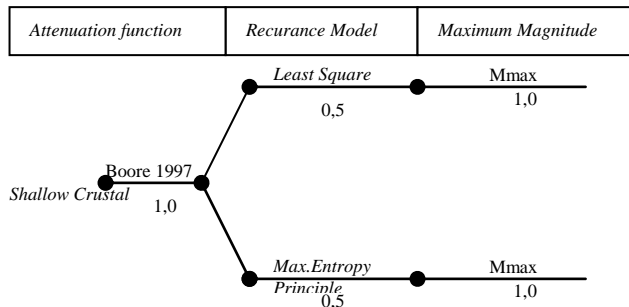 Attenuation function
Recurance Model
Maximum Magnitude
Least Square
0,5
Mmax
1,0
Boore 1997
Shallow Crustal
1,0
Max.Entropy
Principle
0,5
Mmax
1,0